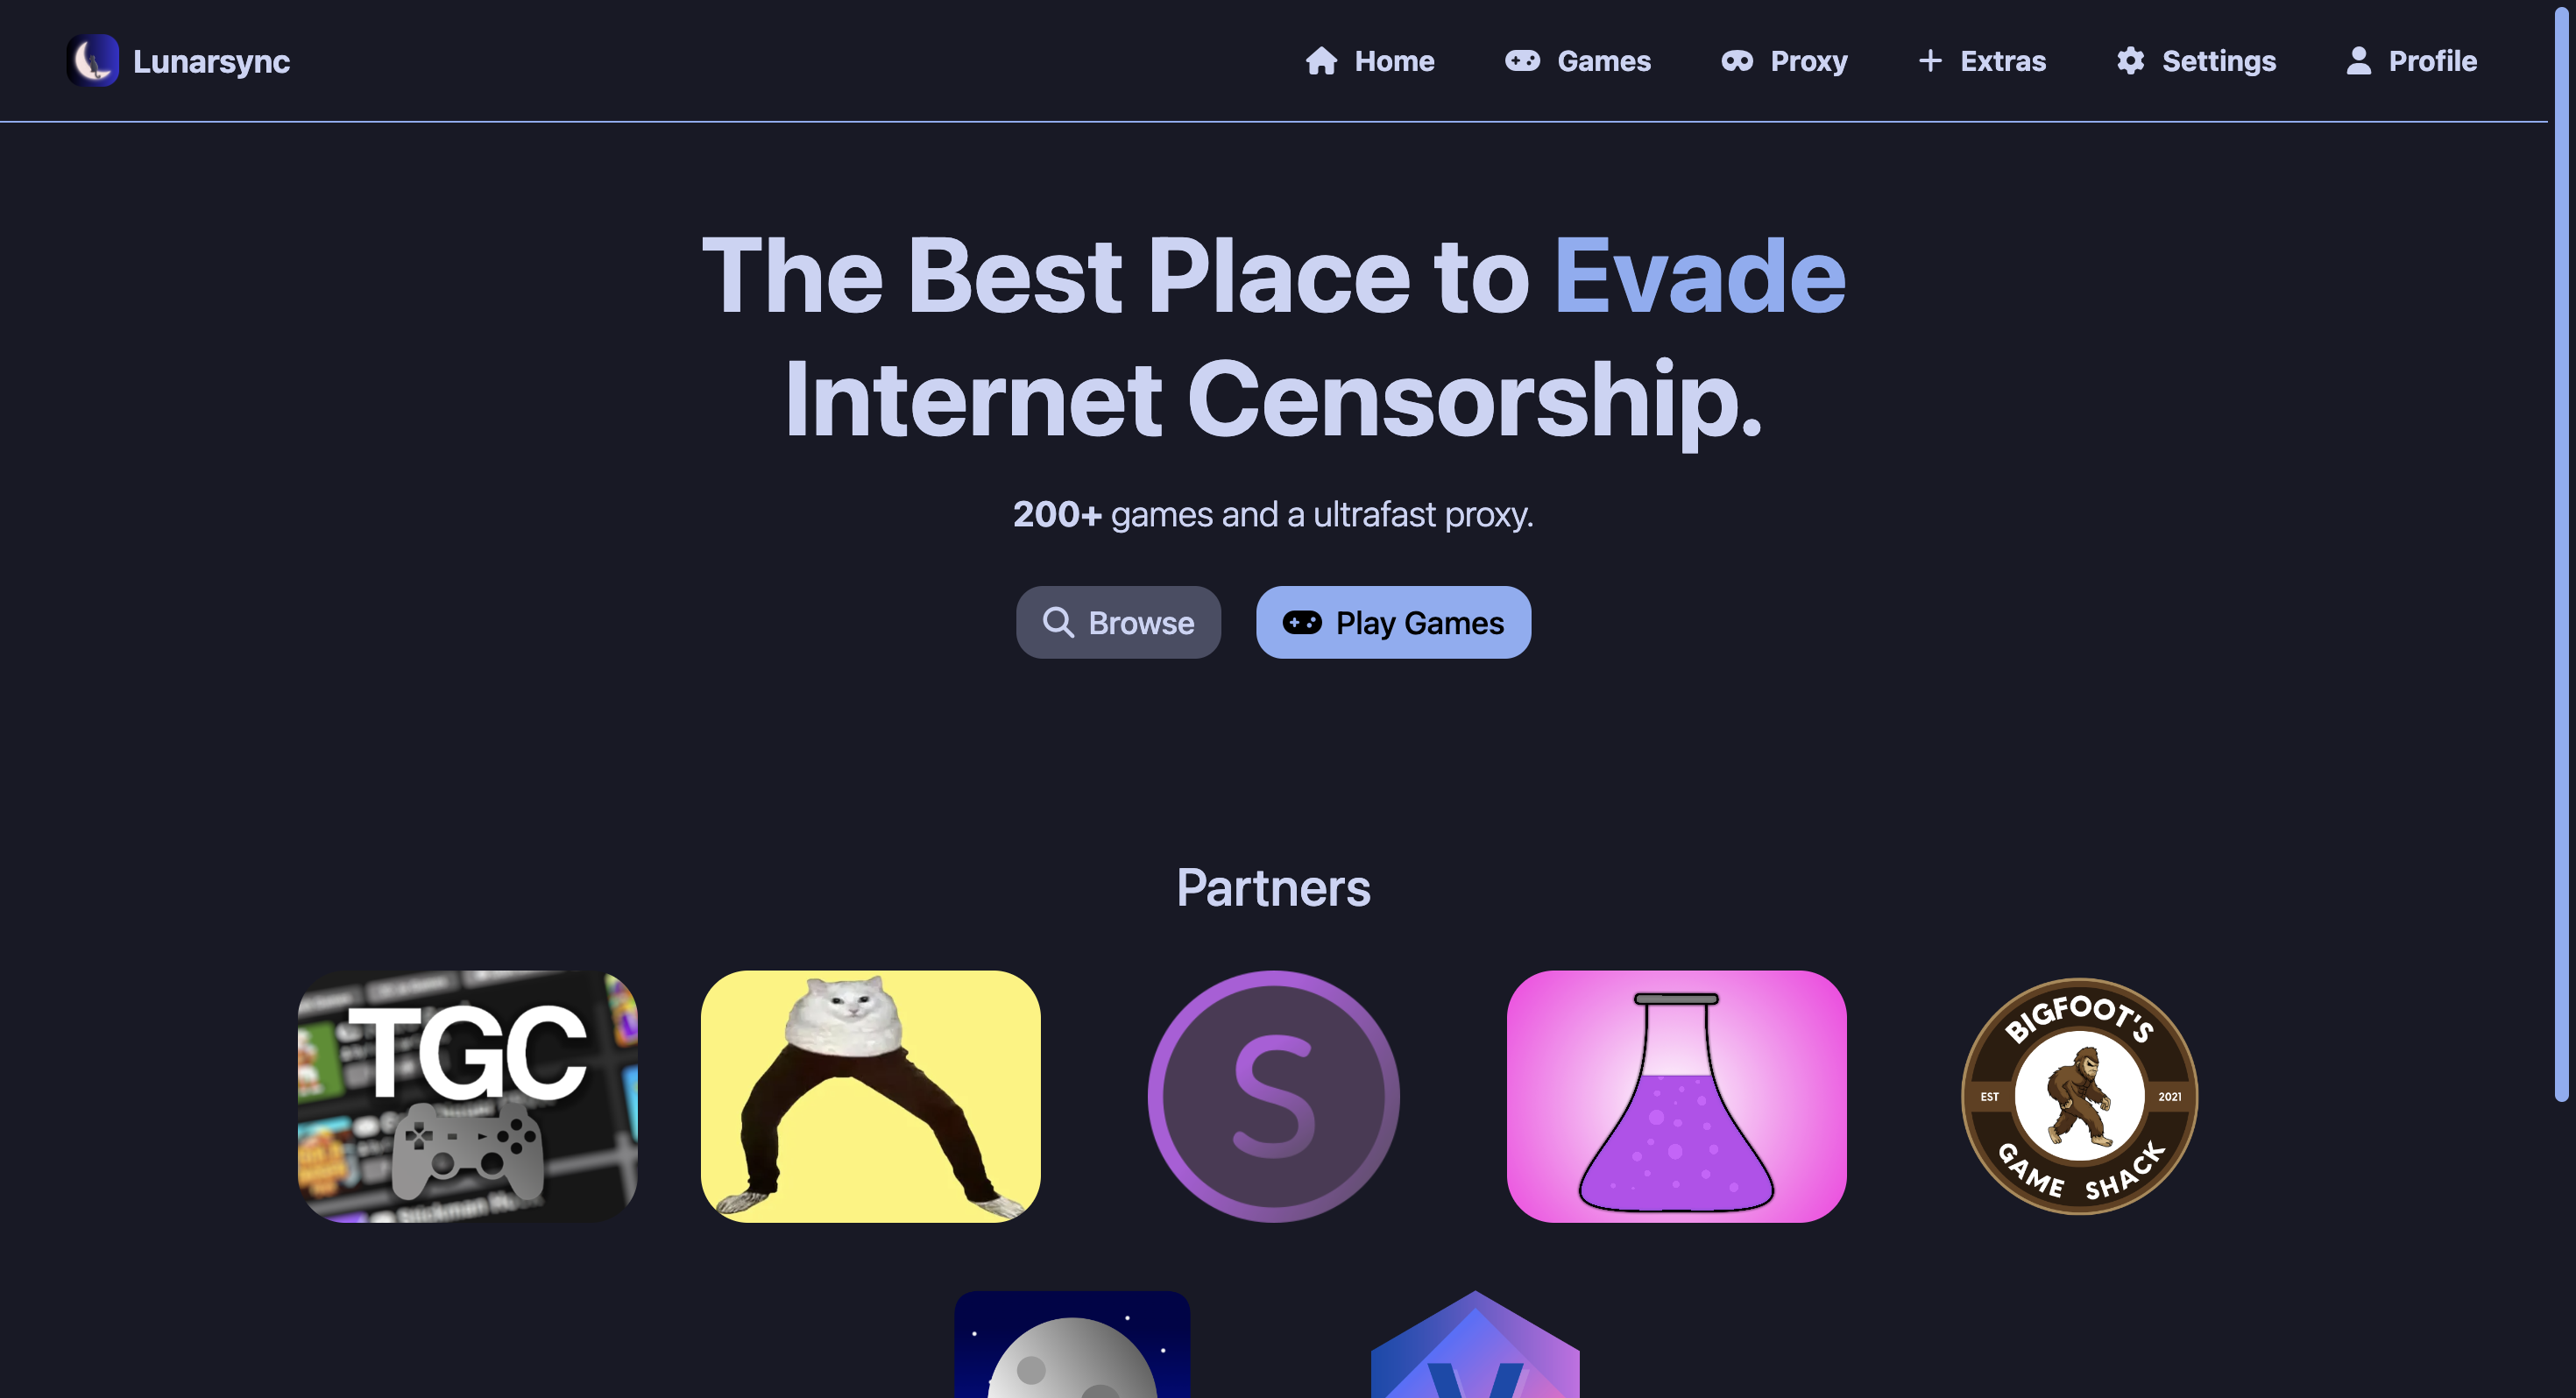 Lunarsync
Home
Games
Proxy
Extras
Settings
Profile
The Best Place to Evade
Internet Censorship.
200+ games and a ultrafast proxy.
Browse
Play Games
Partners
TGC
S
BIGFOOT'S
EST
2021
GAME SHACK
V